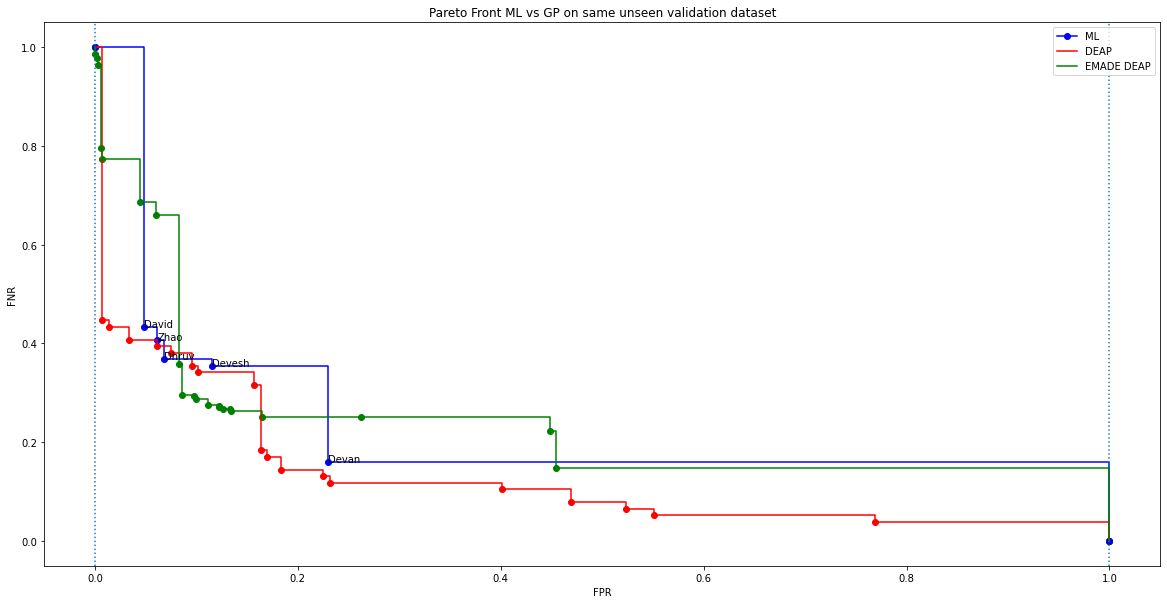 Pareto Front ML vs GP on same unseen validation dataset
ML
DEAP
EMADE DEAP
FNR
1.0
0.8
0.6
0.4
0.2
0.0
David
Zhao
Dhruv
Devesh
Devan
0.0
0.2
0.4
0.6
0.8
1.0
FPR